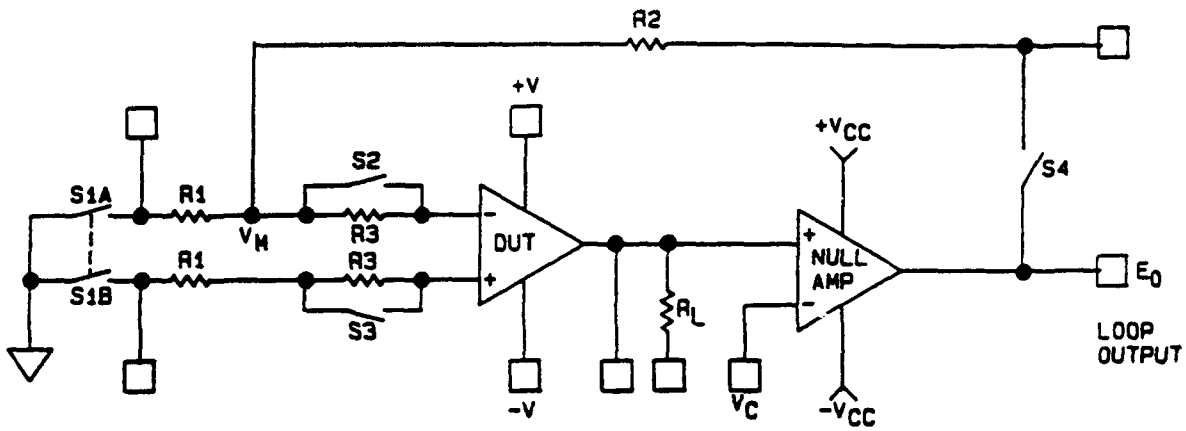 R2
+V
+VCC
S1A
R1
S2
S4
VM
R3
DUT
-
+
+
-
NULL
AMP
S1B
R1
R3
S3
RL
E0
LOOP
OUTPUT
-V
VC
-VCC